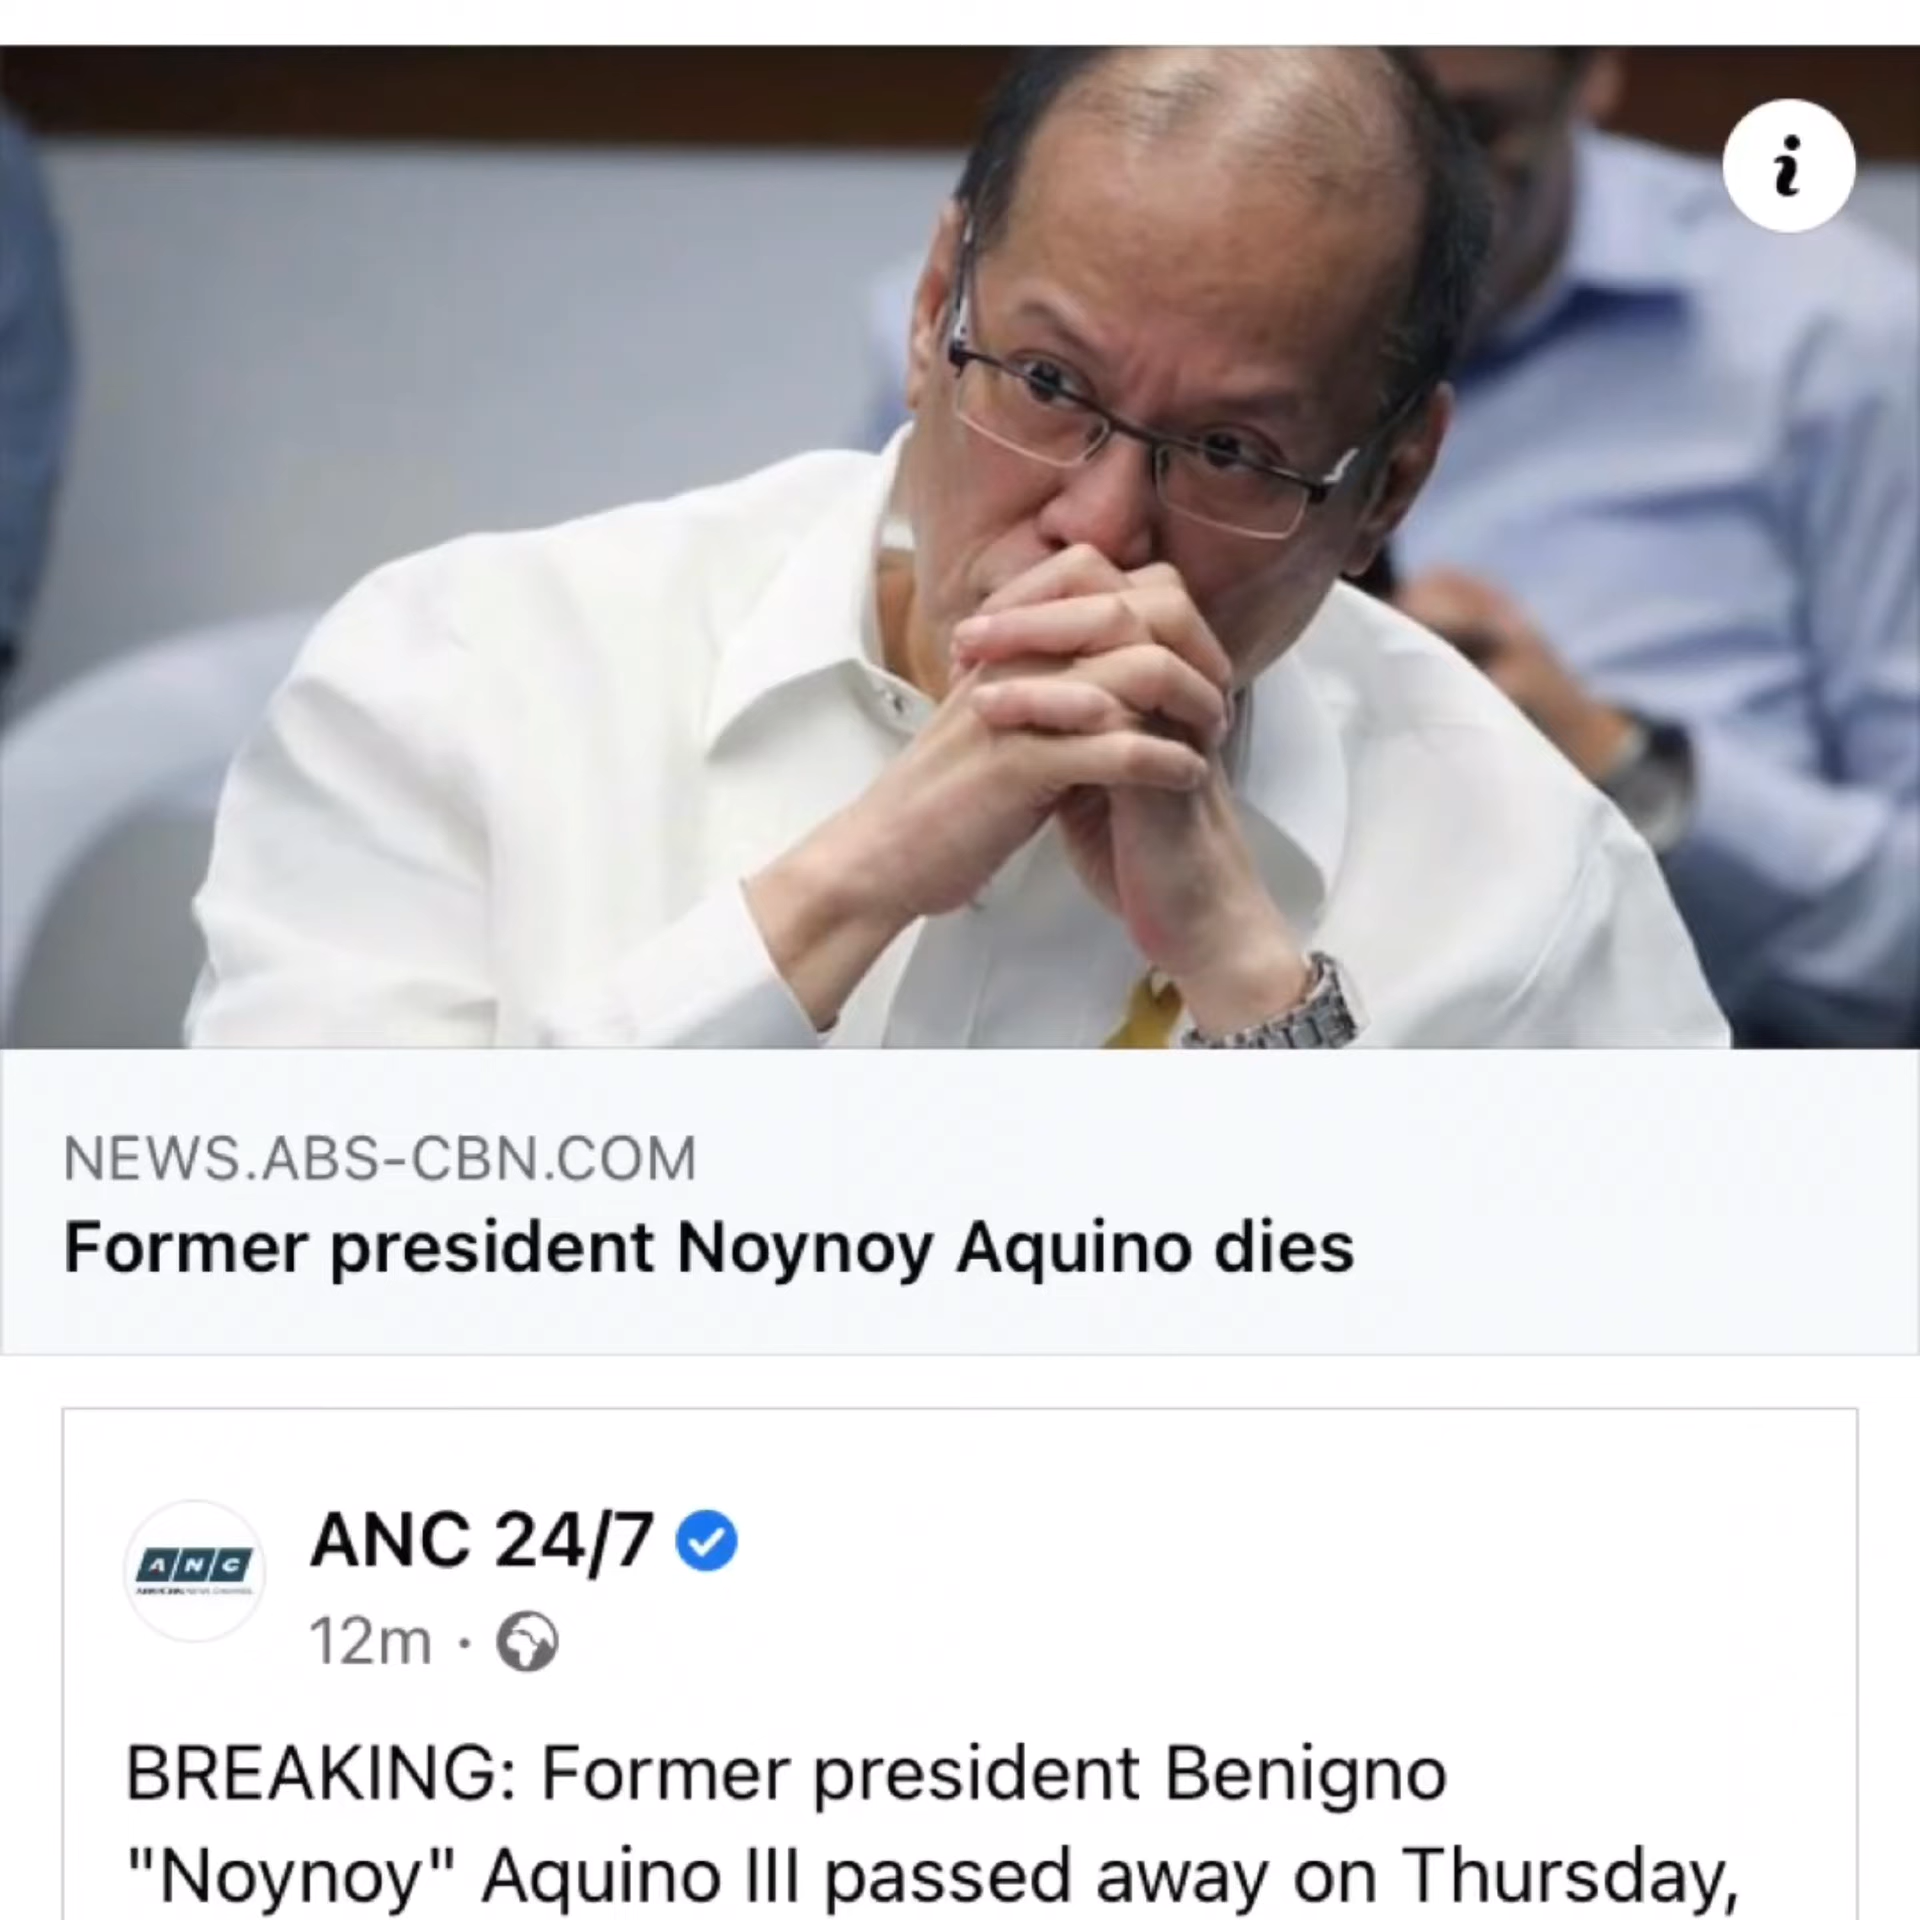 NEWS.ABS-CBN.COM
Former president Noynoy Aquino dies
ANC
ANC 24/7
12m ·
BREAKING: Former president Benigno
"Noynoy" Aquino III passed away on Thursday,